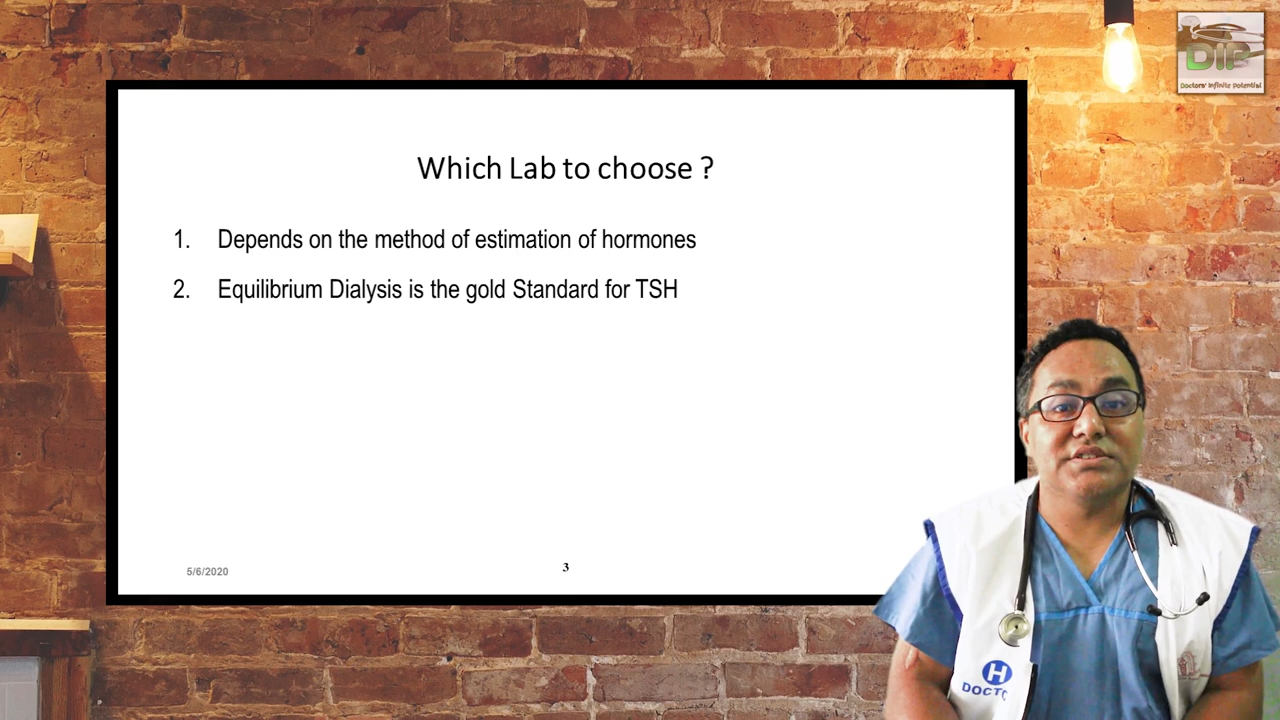 DIP
Doctors' Infinite Potential
Which Lab to choose ?
1. Depends on the method of estimation of hormones
2. Equilibrium Dialysis is the gold Standard for TSH
5/6/2020
3
H
DOCTO